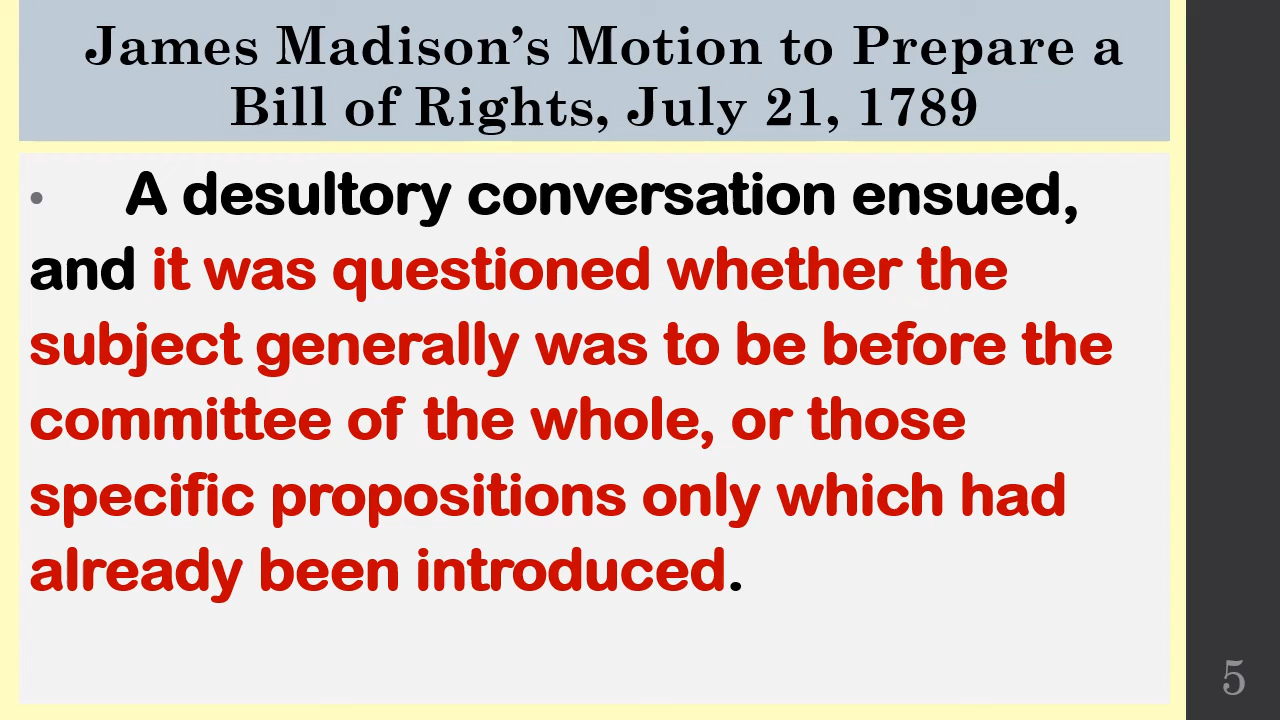 James Madison’s Motion to Prepare a
Bill of Rights, July 21, 1789
• A desultory conversation ensued,
and it was questioned whether the
subject generally was to be before the
committee of the whole, or those
specific propositions only which had
already been introduced.
5